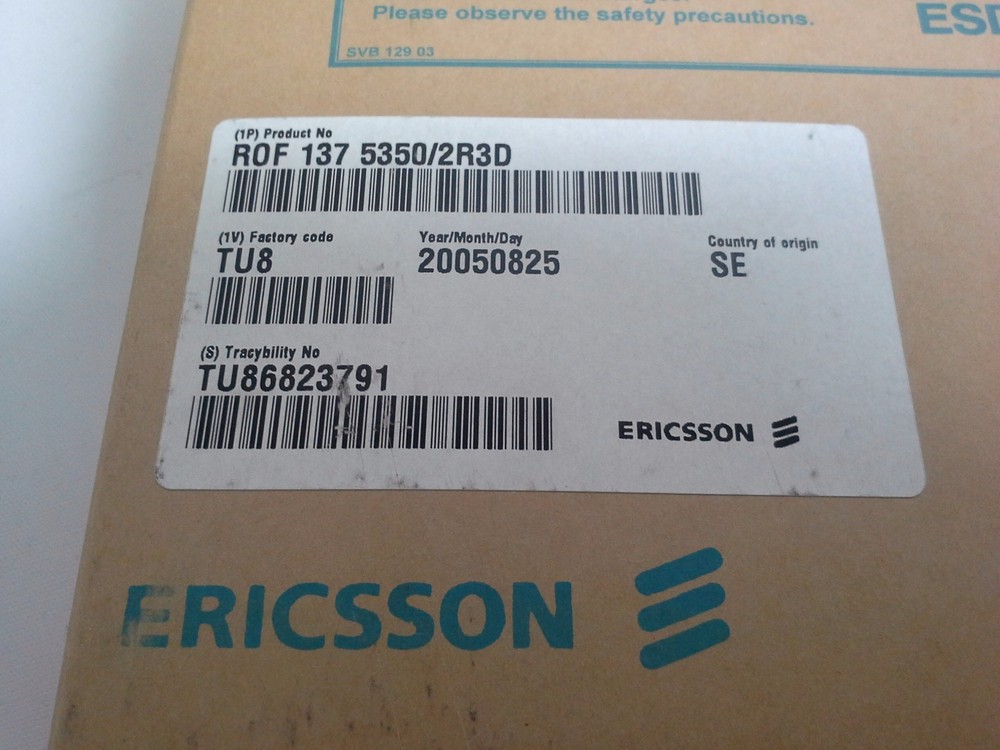 Please observe the safety precautions.
SVB 129 03
(1P) Product No
ROF 137 5350/2R3D
(1V) Factory code
Year/Month/Day
Country of origin
TU8
20050825
SE
(S) Tracybility No
TU86823791
ERICSSON
ERICSSON